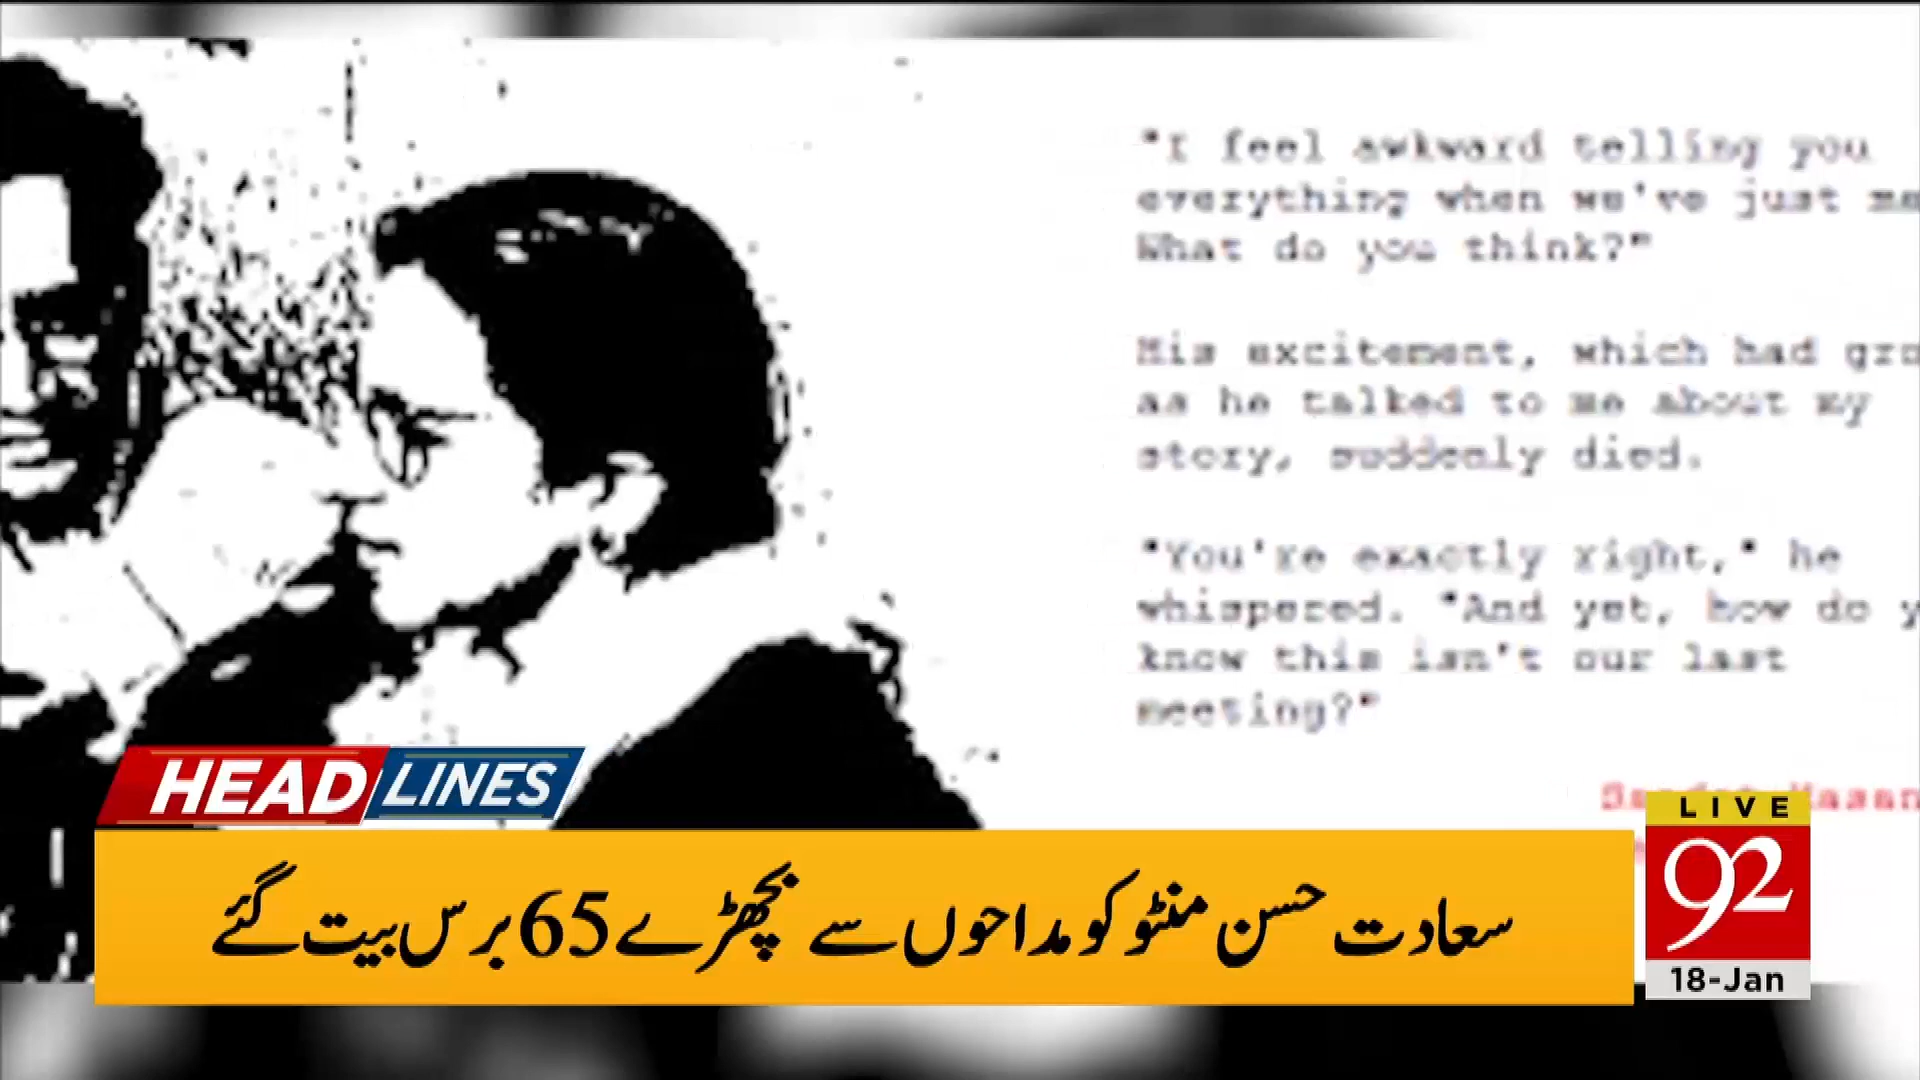 "I feel awkward telling you
everything when we've just
What do you think?"
His excitement, which had
as he talked to me about my
story, suddenly died.
"You're exactly right," he
whispered. "And yet, how do
know this isn't our last
meeting?"
HEADLINES
سعادت حسن منٹو کو مداحوں سے بچھڑے 65 برس بیت گئے
LIVE
92
18-Jan